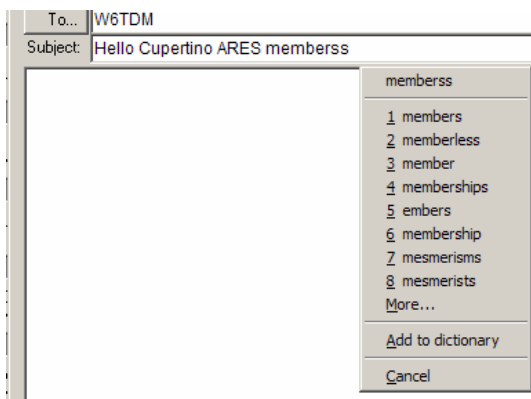 To... W6TDM
Subject: Hello Cupertino ARES memberss
memberss
1 members
2 memberless
3 member
4 memberships
5 embers
6 membership
7 mesmerisms
8 mesmerists
More...
Add to dictionary
Cancel